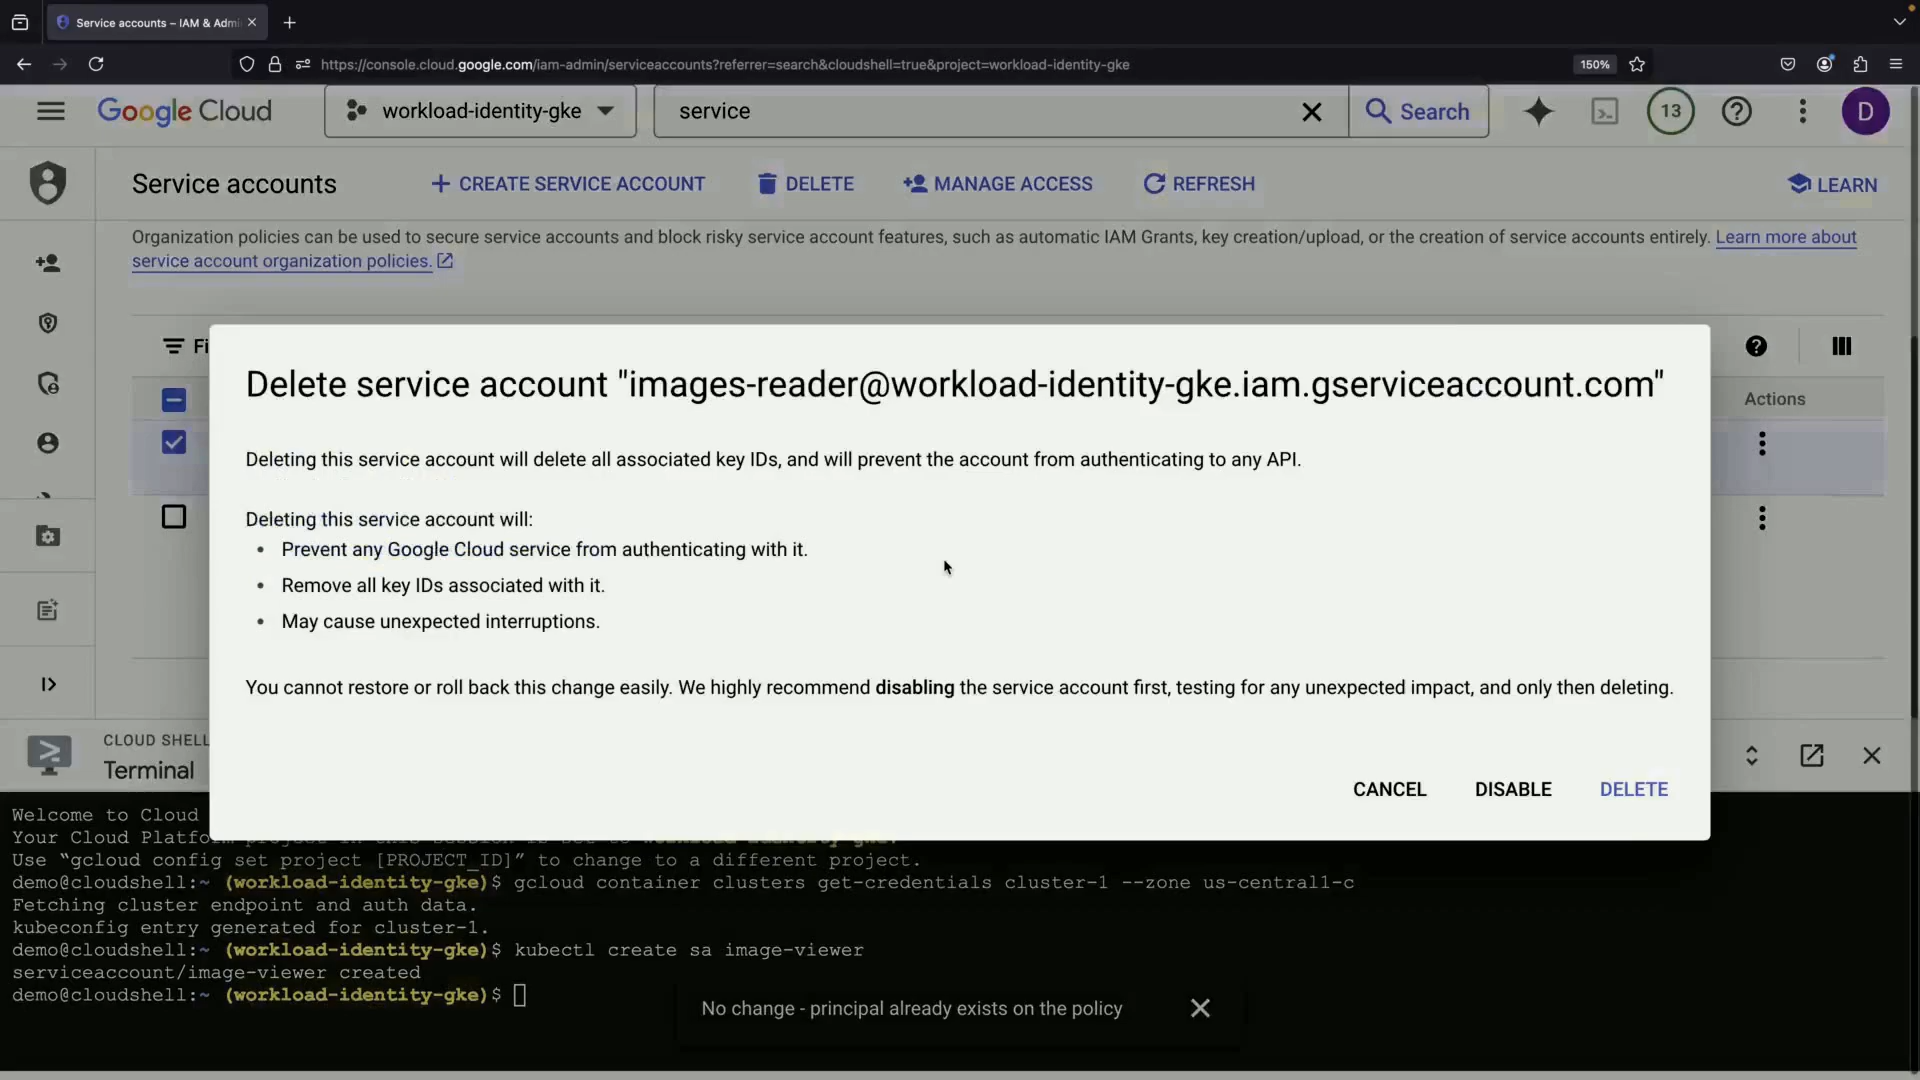 Service accounts – IAM & Admi
https://console.cloud.google.com/iam-admin/serviceaccounts?referrer=search&cloudshell=true&project=workload-identity-gke
150%
Google Cloud
workload-identity-gke
service
Search
13
D
Service accounts
CREATE SERVICE ACCOUNT
DELETE
MANAGE ACCESS
REFRESH
LEARN
Organization policies can be used to secure service accounts and block risky service account features, such as automatic IAM Grants, key creation/upload, or the creation of service accounts entirely. Learn more about
service account organization policies.
Fi
Actions
Delete service account "images-reader@workload-identity-gke.iam.gserviceaccount.com"
Deleting this service account will delete all associated key IDs, and will prevent the account from authenticating to any API.
Deleting this service account will:
• Prevent any Google Cloud service from authenticating with it.
• Remove all key IDs associated with it.
• May cause unexpected interruptions.
You cannot restore or roll back this change easily. We highly recommend disabling the service account first, testing for any unexpected impact, and only then deleting.
CANCEL
DISABLE
DELETE
CLOUD SHELL
Terminal
Welcome to Cloud
Your Cloud Platform project in this session is set to workload-identity-gke.
Use “gcloud config set project [PROJECT_ID]” to change to a different project.
demo@cloudshell:~ (workload-identity-gke)$ gcloud container clusters get-credentials cluster-1 --zone us-central1-c
Fetching cluster endpoint and auth data.
kubeconfig entry generated for cluster-1.
demo@cloudshell:~ (workload-identity-gke)$ kubectl create sa image-viewer
serviceaccount/image-viewer created
demo@cloudshell:~ (workload-identity-gke)$
No change - principal already exists on the policy